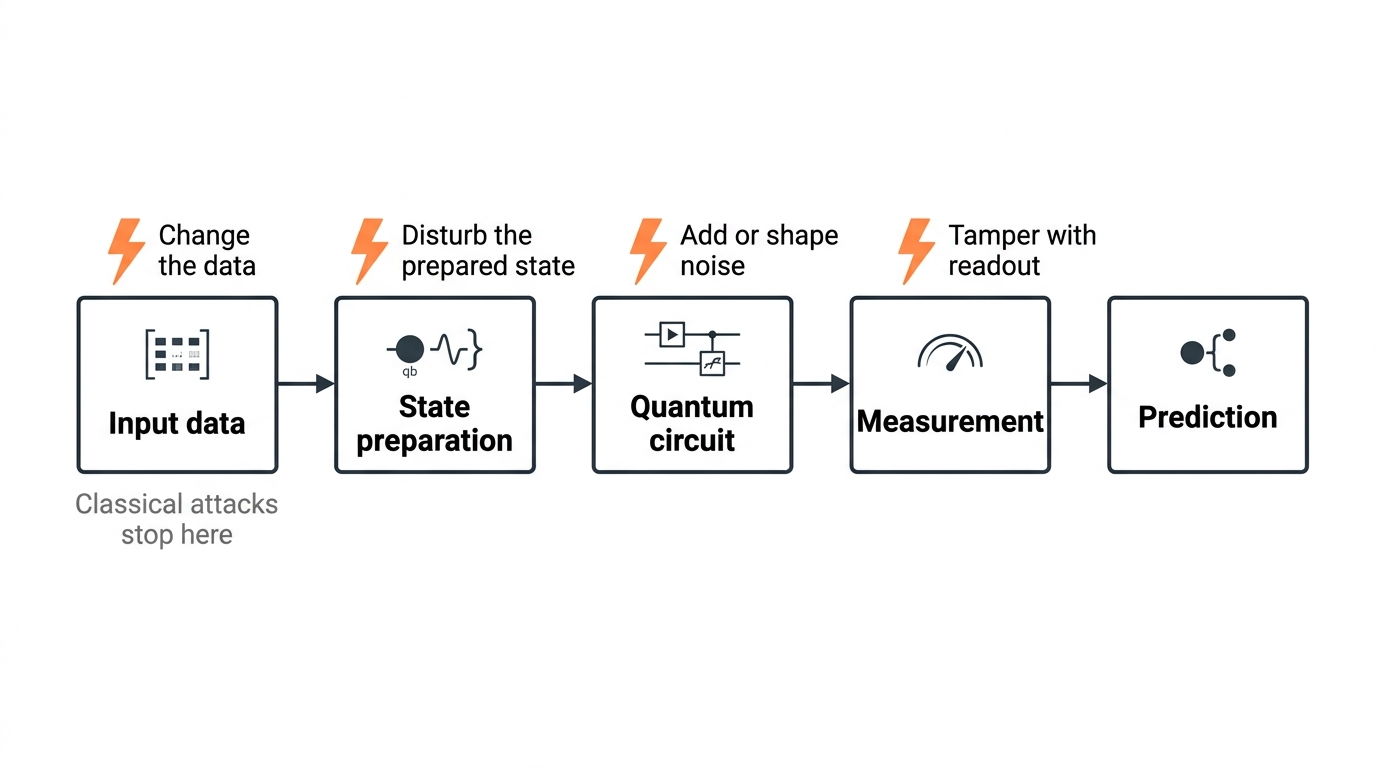 Change
the data
Disturb the
prepared state
Add or shape
noise
Tamper with
readout
qb
Input data
State
preparation
Quantum
circuit
Measurement
Prediction
Classical attacks
stop here